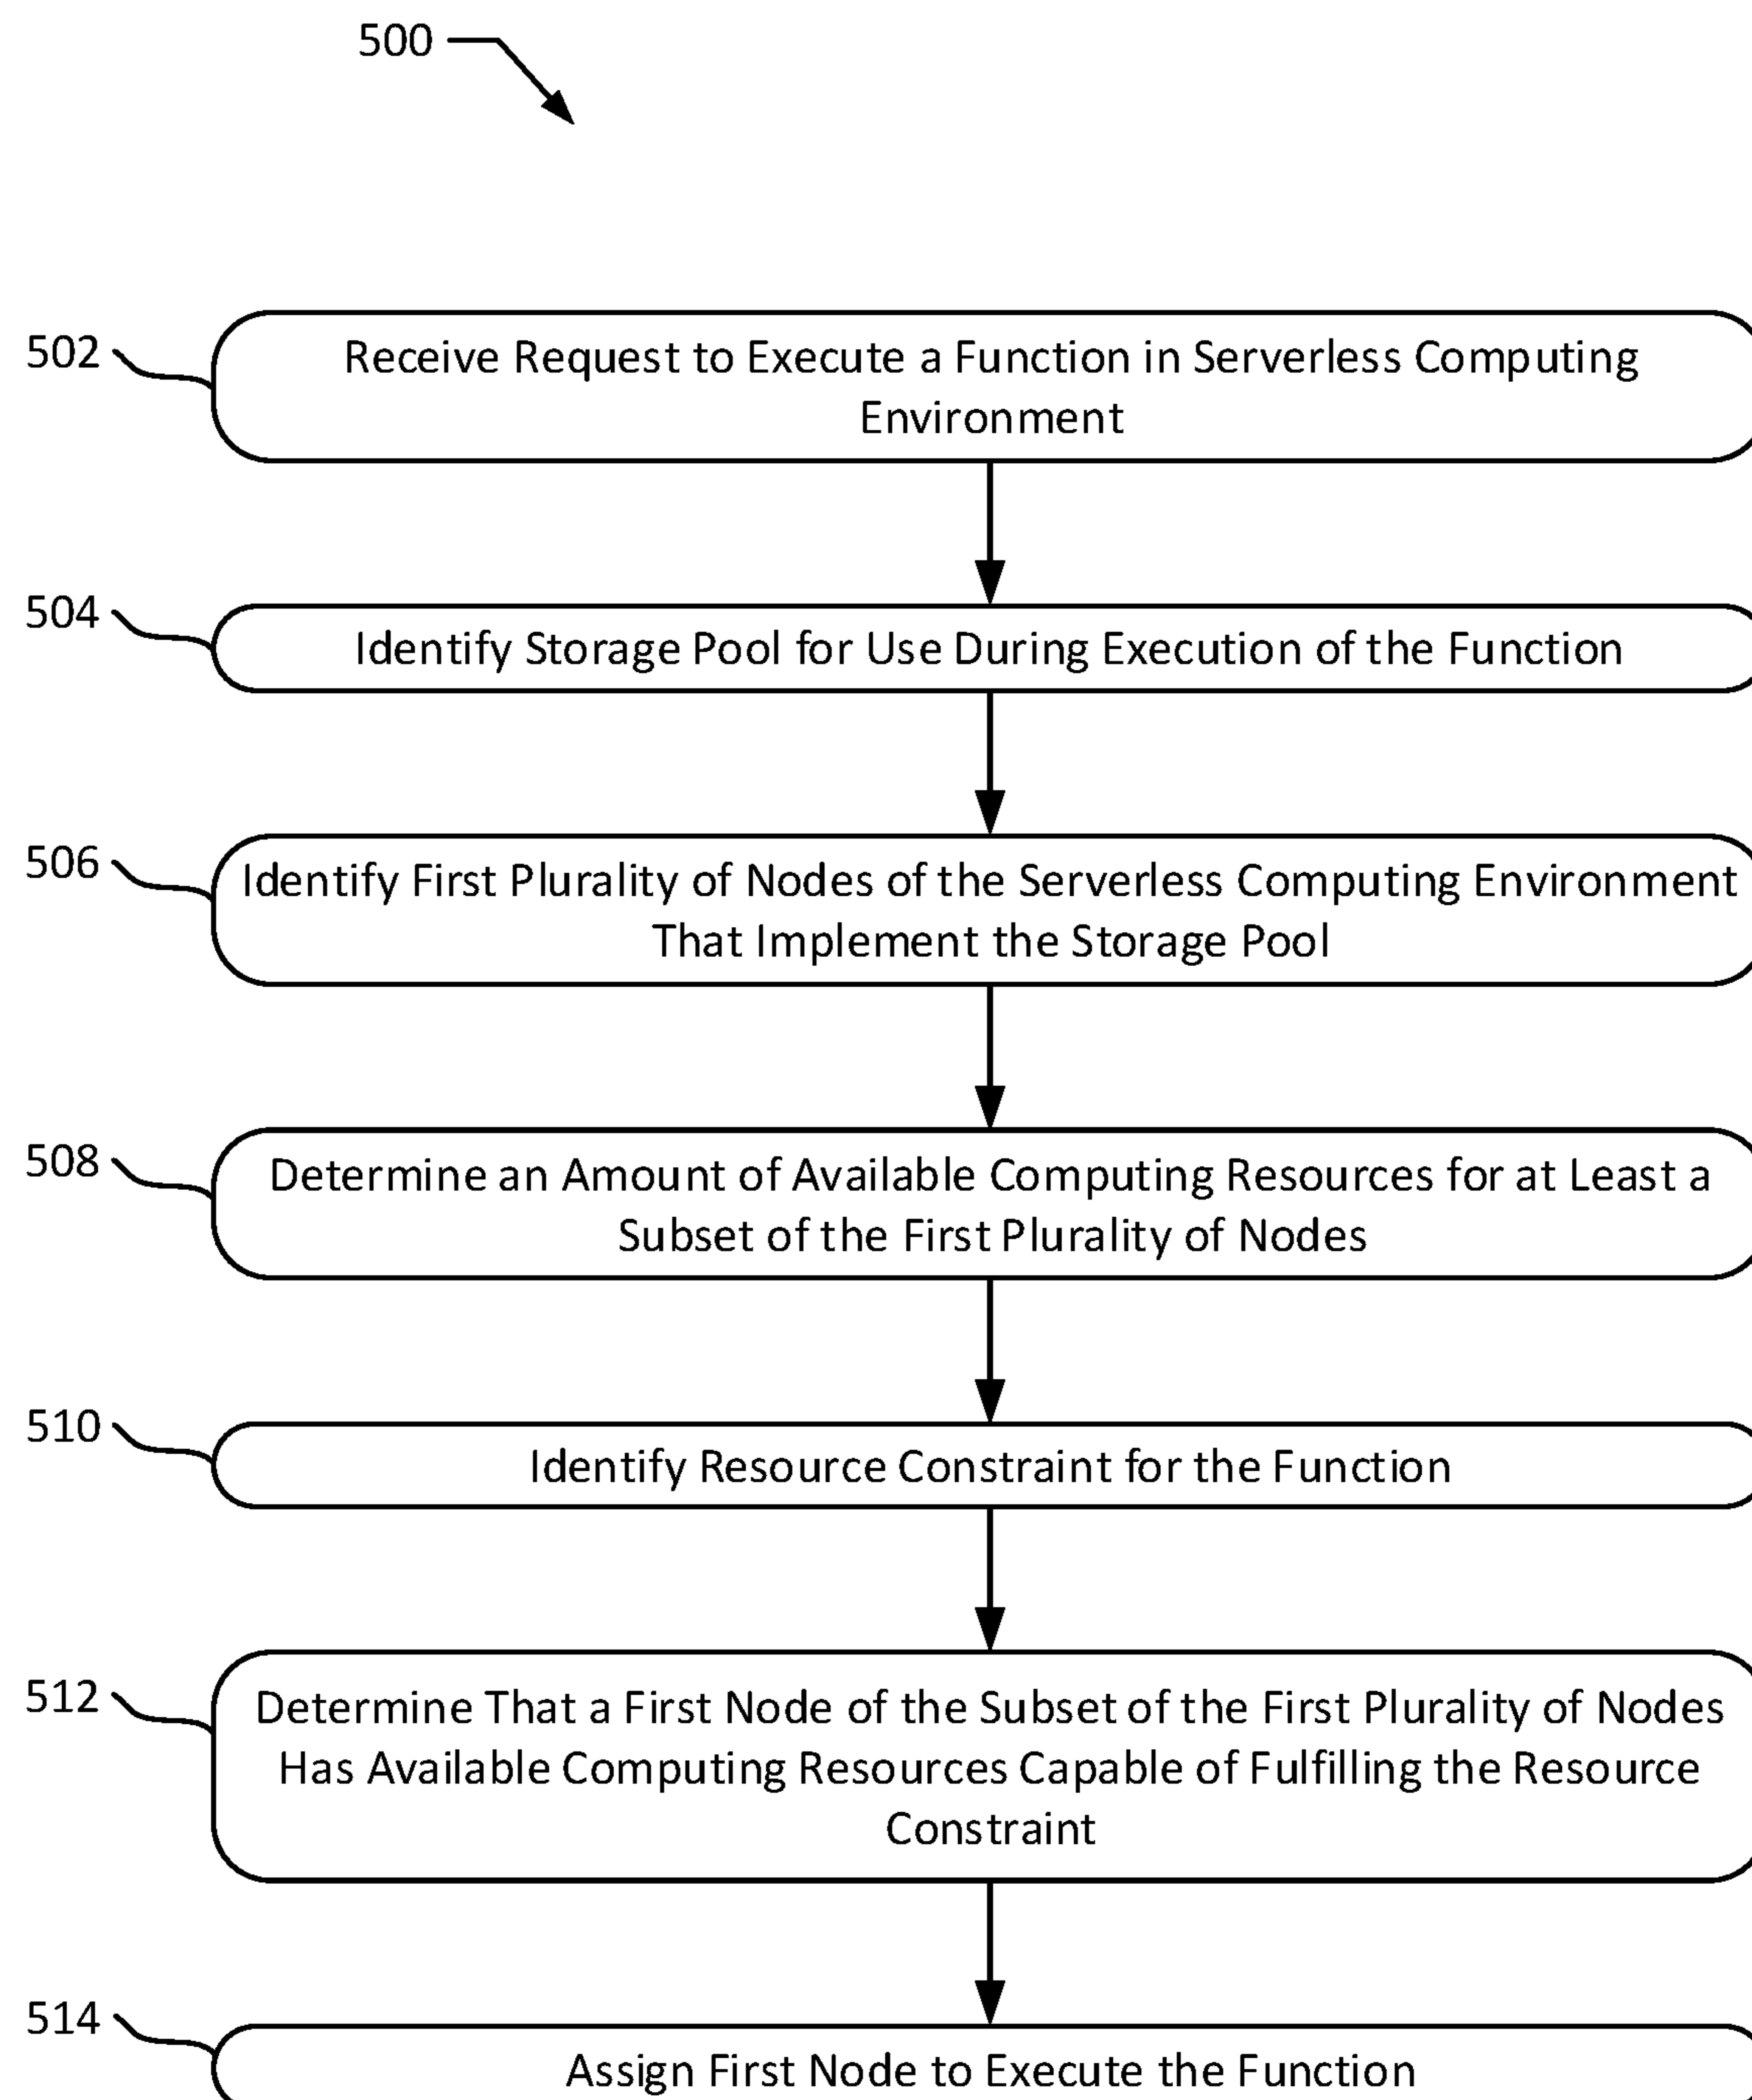 500
502
Receive Request to Execute a Function in Serverless Computing
Environment
504
Identify Storage Pool for Use During Execution of the Function
506
Identify First Plurality of Nodes of the Serverless Computing Environment
That Implement the Storage Pool
508
Determine an Amount of Available Computing Resources for at Least a
Subset of the First Plurality of Nodes
510
Identify Resource Constraint for the Function
512
Determine That a First Node of the Subset of the First Plurality of Nodes
Has Available Computing Resources Capable of Fulfilling the Resource
Constraint
514
Assign First Node to Execute the Function